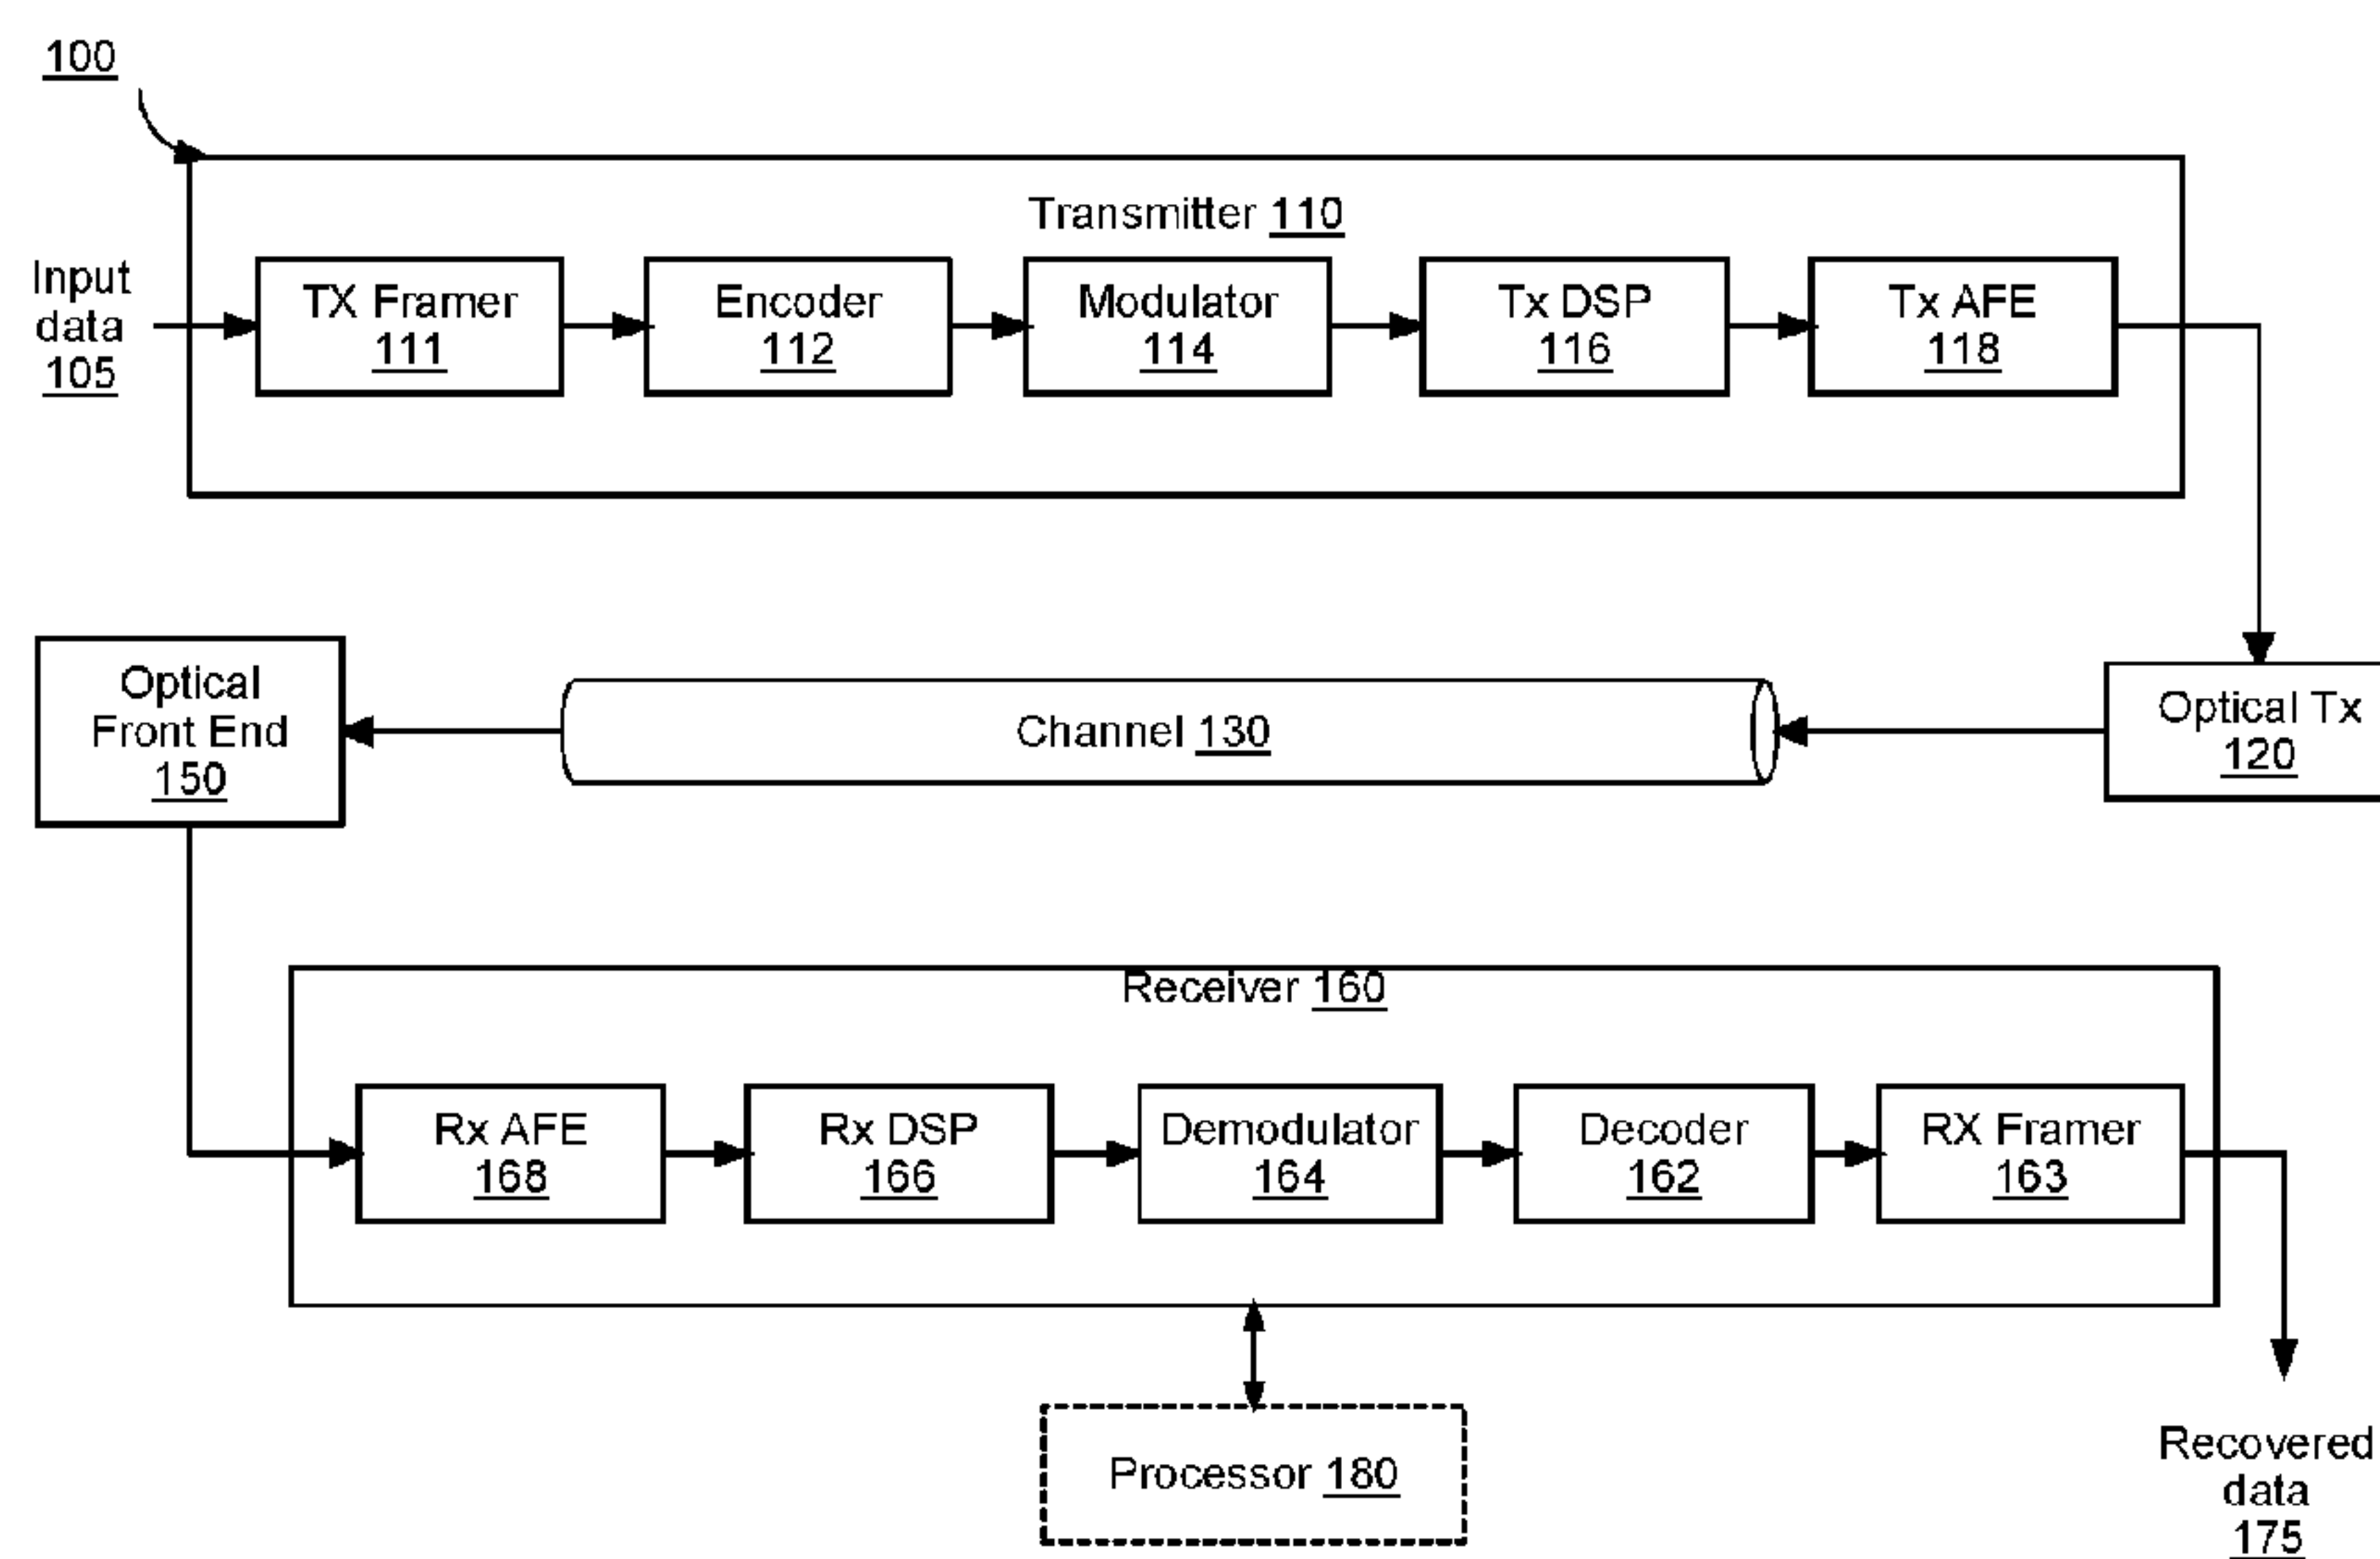 100
Transmitter 110
Input
data
105
TX Framer
111
Encoder
112
Modulator
114
Tx DSP
116
Tx AFE
118
Optical
Front End
150
Channel 130
Optical Tx
120
Receiver 160
Rx AFE
168
Rx DSP
166
Demodulator
164
Decoder
162
RX Framer
163
Processor 180
Recovered
data
175